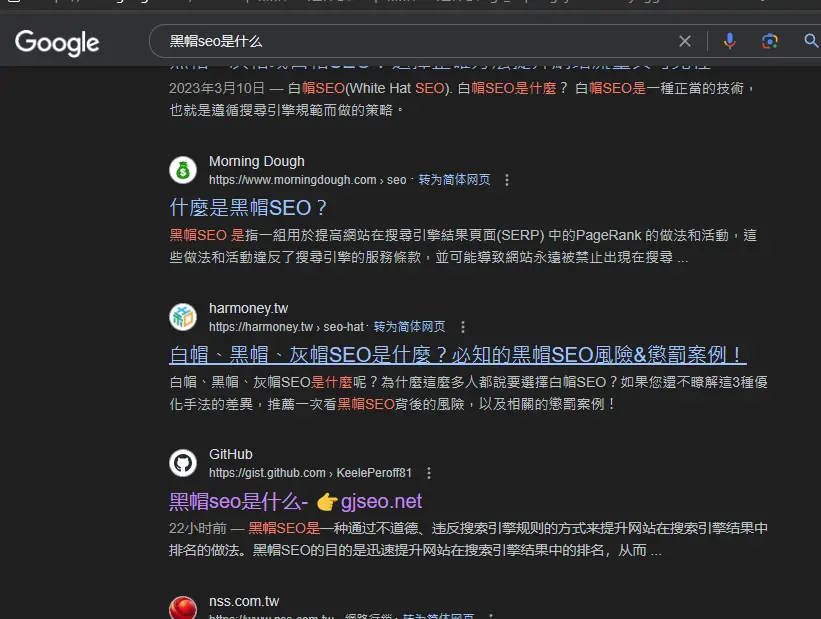 Google
黑帽seo是什么
2023年3月10日 — 白帽SEO(White Hat SEO). 白帽SEO是什麼？ 白帽SEO是一種正當的技術，
也就是遵循搜尋引擎規範而做的策略。
Morning Dough
https://www.morningdough.com › seo · 转为简体网页
什麼是黑帽SEO？
黑帽SEO 是指一組用於提高網站在搜尋引擎結果頁面(SERP) 中的PageRank 的做法和活動，這
些做法和活動違反了搜尋引擎的服務條款，並可能導致網站永遠被禁止出現在搜尋 ...
harmoney.tw
https://harmoney.tw › seo-hat · 转为简体网页
白帽、黑帽、灰帽SEO是什麼？必知的黑帽SEO風險&懲罰案例！
白帽、黑帽、灰帽SEO是什麼呢？為什麼這麼多人都說要選擇白帽SEO？如果您還不瞭解這3種優
化手法的差異，推薦一次看黑帽SEO背後的風險，以及相關的懲罰案例！
GitHub
https://gist.github.com › KeelePeroff81
黑帽seo是什么- 👉gjseo.net
22小时前 — 黑帽SEO是一种通过不道德、违反搜索引擎规则的方式来提升网站在搜索引擎结果中
排名的做法。黑帽SEO的目的是迅速提升网站在搜索引擎结果中的排名，从而 ...
nss.com.tw